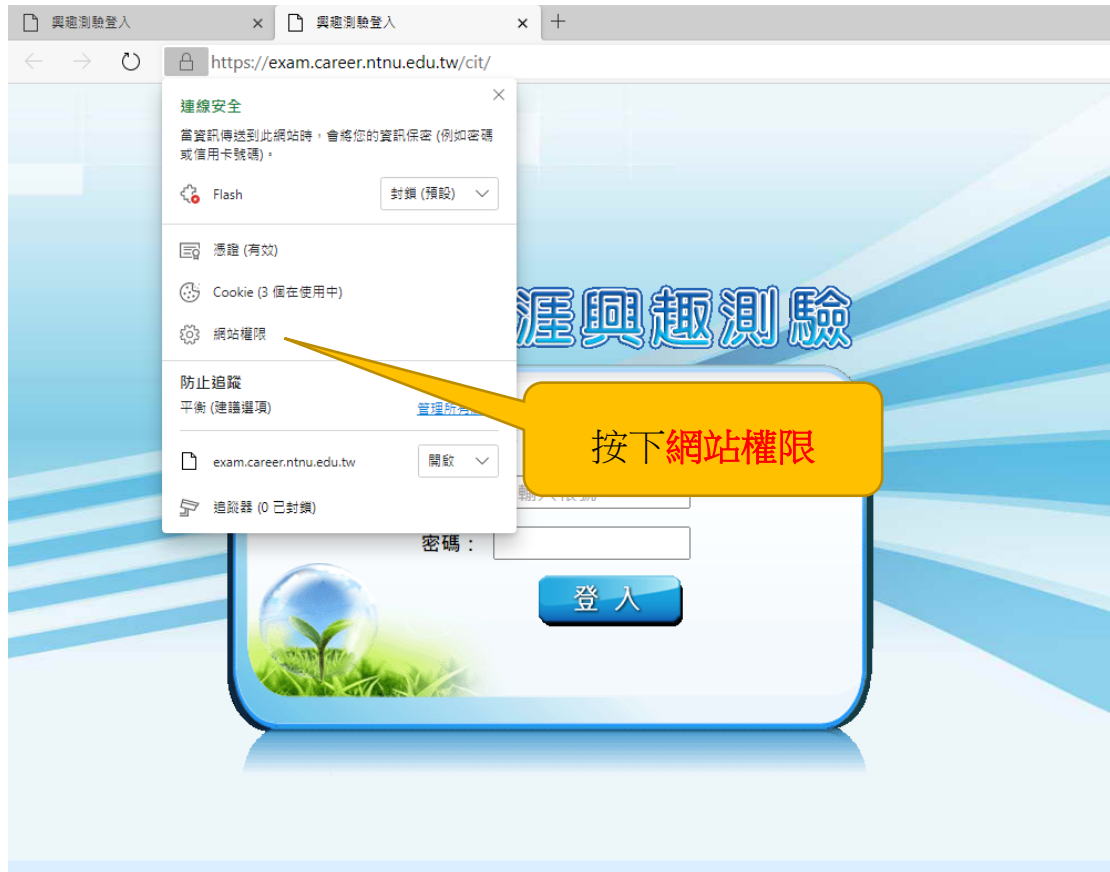 興趣測驗登入
興趣測驗登入
https://exam.career.ntnu.edu.tw/cit/
連線安全
當資訊傳送到此網站時，會將您的資訊保密 (例如密碼
或信用卡號碼)。
Flash
封鎖 (預設)
憑證 (有效)
Cookie (3 個在使用中)
網站權限
涯興趣測驗
防止追蹤
平衡 (建議選項)
管理所有
按下網站權限
exam.career.ntnu.edu.tw
開啟
追蹤器 (0 已封鎖)
密碼：
登入